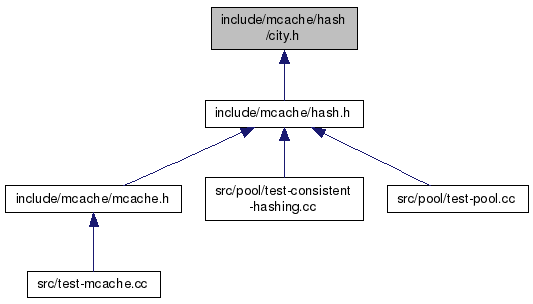 include/mcache/hash
/city.h
include/mcache/hash.h
include/mcache/mcache.h
src/pool/test-consistent
-hashing.cc
src/pool/test-pool.cc
src/test-mcache.cc